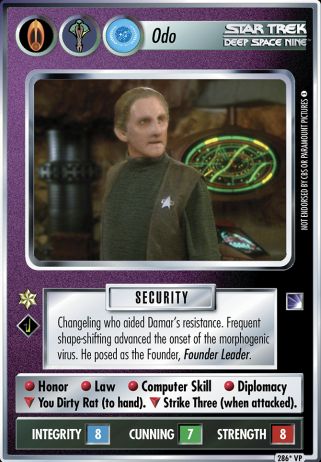 Odo
STAR TREK
DEEP SPACE NINE
NOT ENDORSED BY CBS OR PARAMOUNT PICTURES
SECURITY
Changeling who aided Damar's resistance. Frequent
shape-shifting advanced the onset of the morphogenic
virus. He posed as the Founder, Founder Leader.
Honor Law Computer Skill Diplomacy
You Dirty Rat (to hand). Strike Three (when attacked).
INTEGRITY 8 CUNNING 7 STRENGTH 8
286* VP